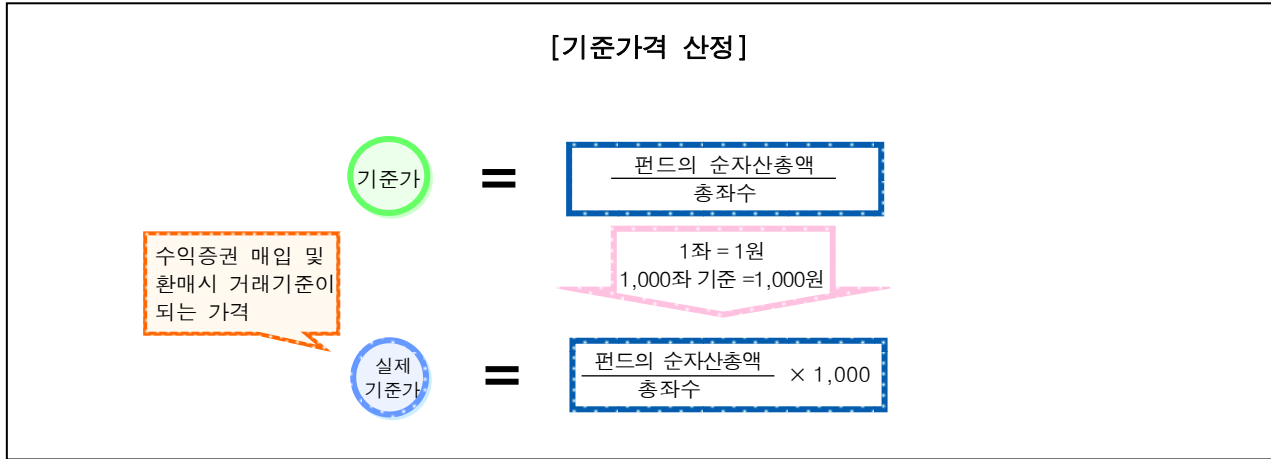 [기준가격 산정]
기준가
=
펀드의 순자산총액
총좌수
1좌 = 1원
1,000좌 기준 =1,000원
수익증권 매입 및
환매시 거래기준이
되는 가격
실제
기준가
=
펀드의 순자산총액
총좌수
× 1,000